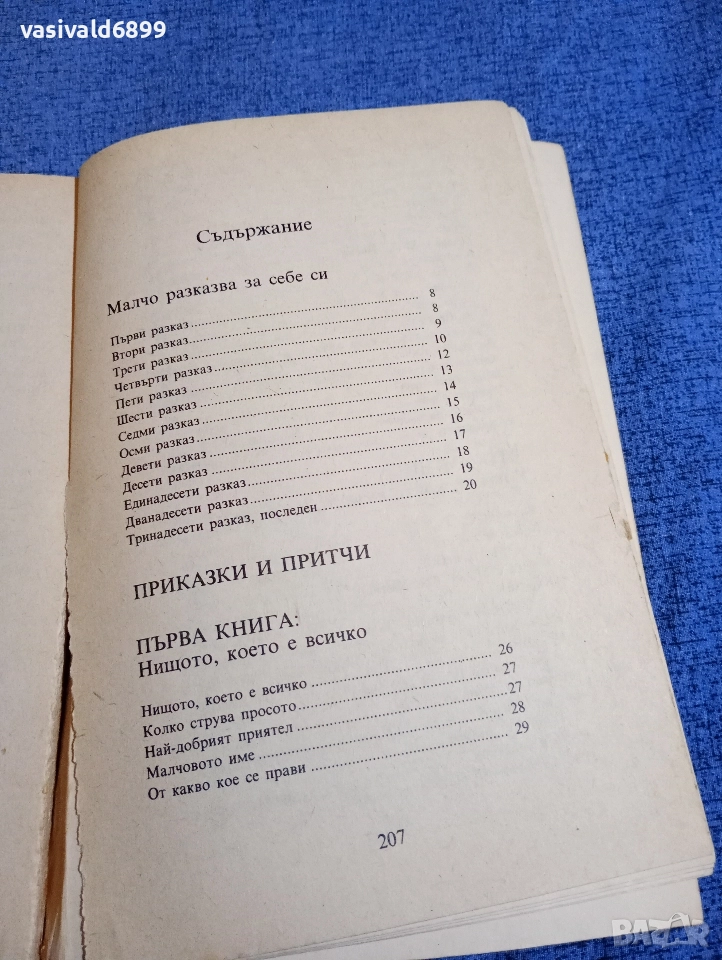 vasivald6899
Съдържание
Малчо разказва за себе си
Първи разказ 8
Втори разказ 8
Трети разказ 9
Четвърти разказ 10
Пети разказ 12
Шести разказ 13
Седми разказ 14
Осми разказ 15
Девети разказ 16
Десети разказ 17
Единадесети разказ 18
Дванадесети разказ 19
Тринадесети разказ, последен 20
ПРИКАЗКИ И ПРИТЧИ
ПЪРВА КНИГА:
Нищото, което е всичко
Нищото, което е всичко 26
Колко струва просото 27
Най-добрият приятел 27
Малчовото име 28
От какво кое се прави 29
207
BAZAR